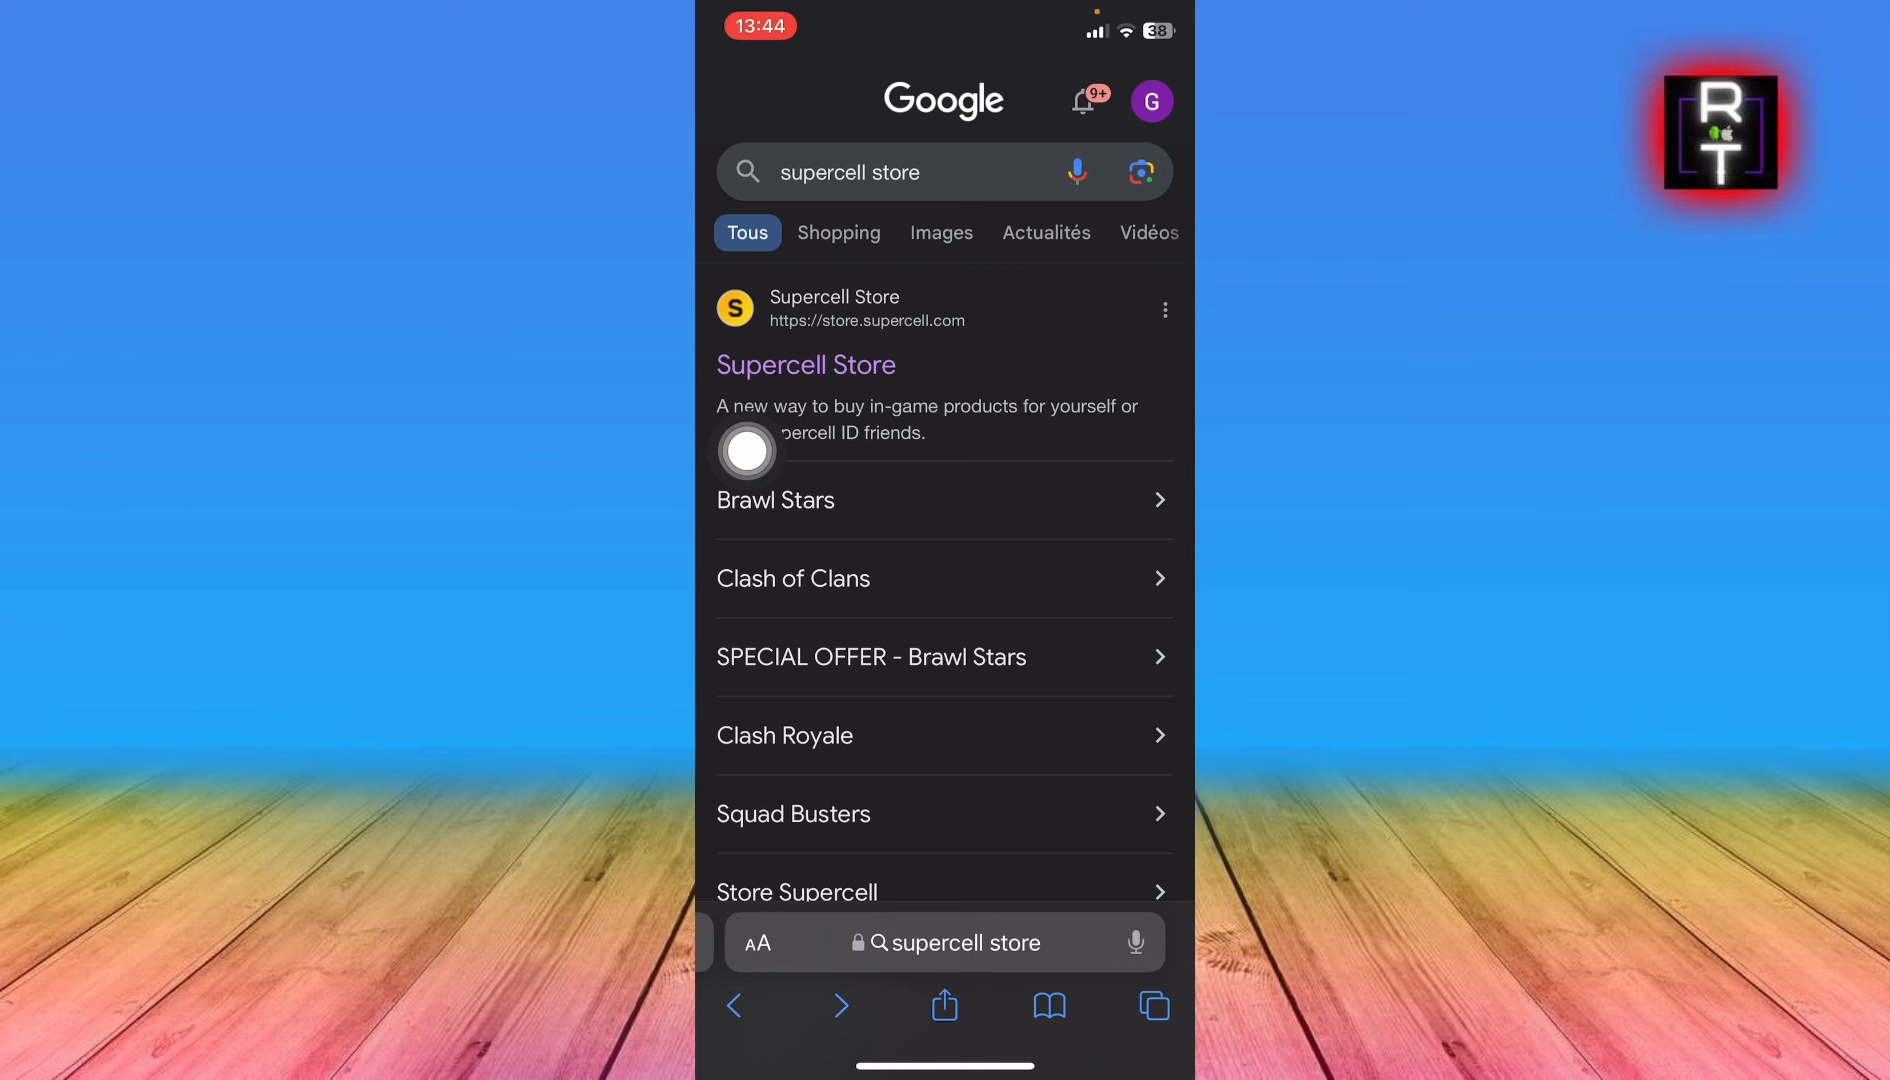 13:44
38
Google
9+
G
supercell store
Tous Shopping Images Actualités Vidéos
S
Supercell Store
https://store.supercell.com
Supercell Store
A new way to buy in-game products for yourself or
percell ID friends.
Brawl Stars
Clash of Clans
SPECIAL OFFER - Brawl Stars
Clash Royale
Squad Busters
Store Supercell
AA supercell store
R
T